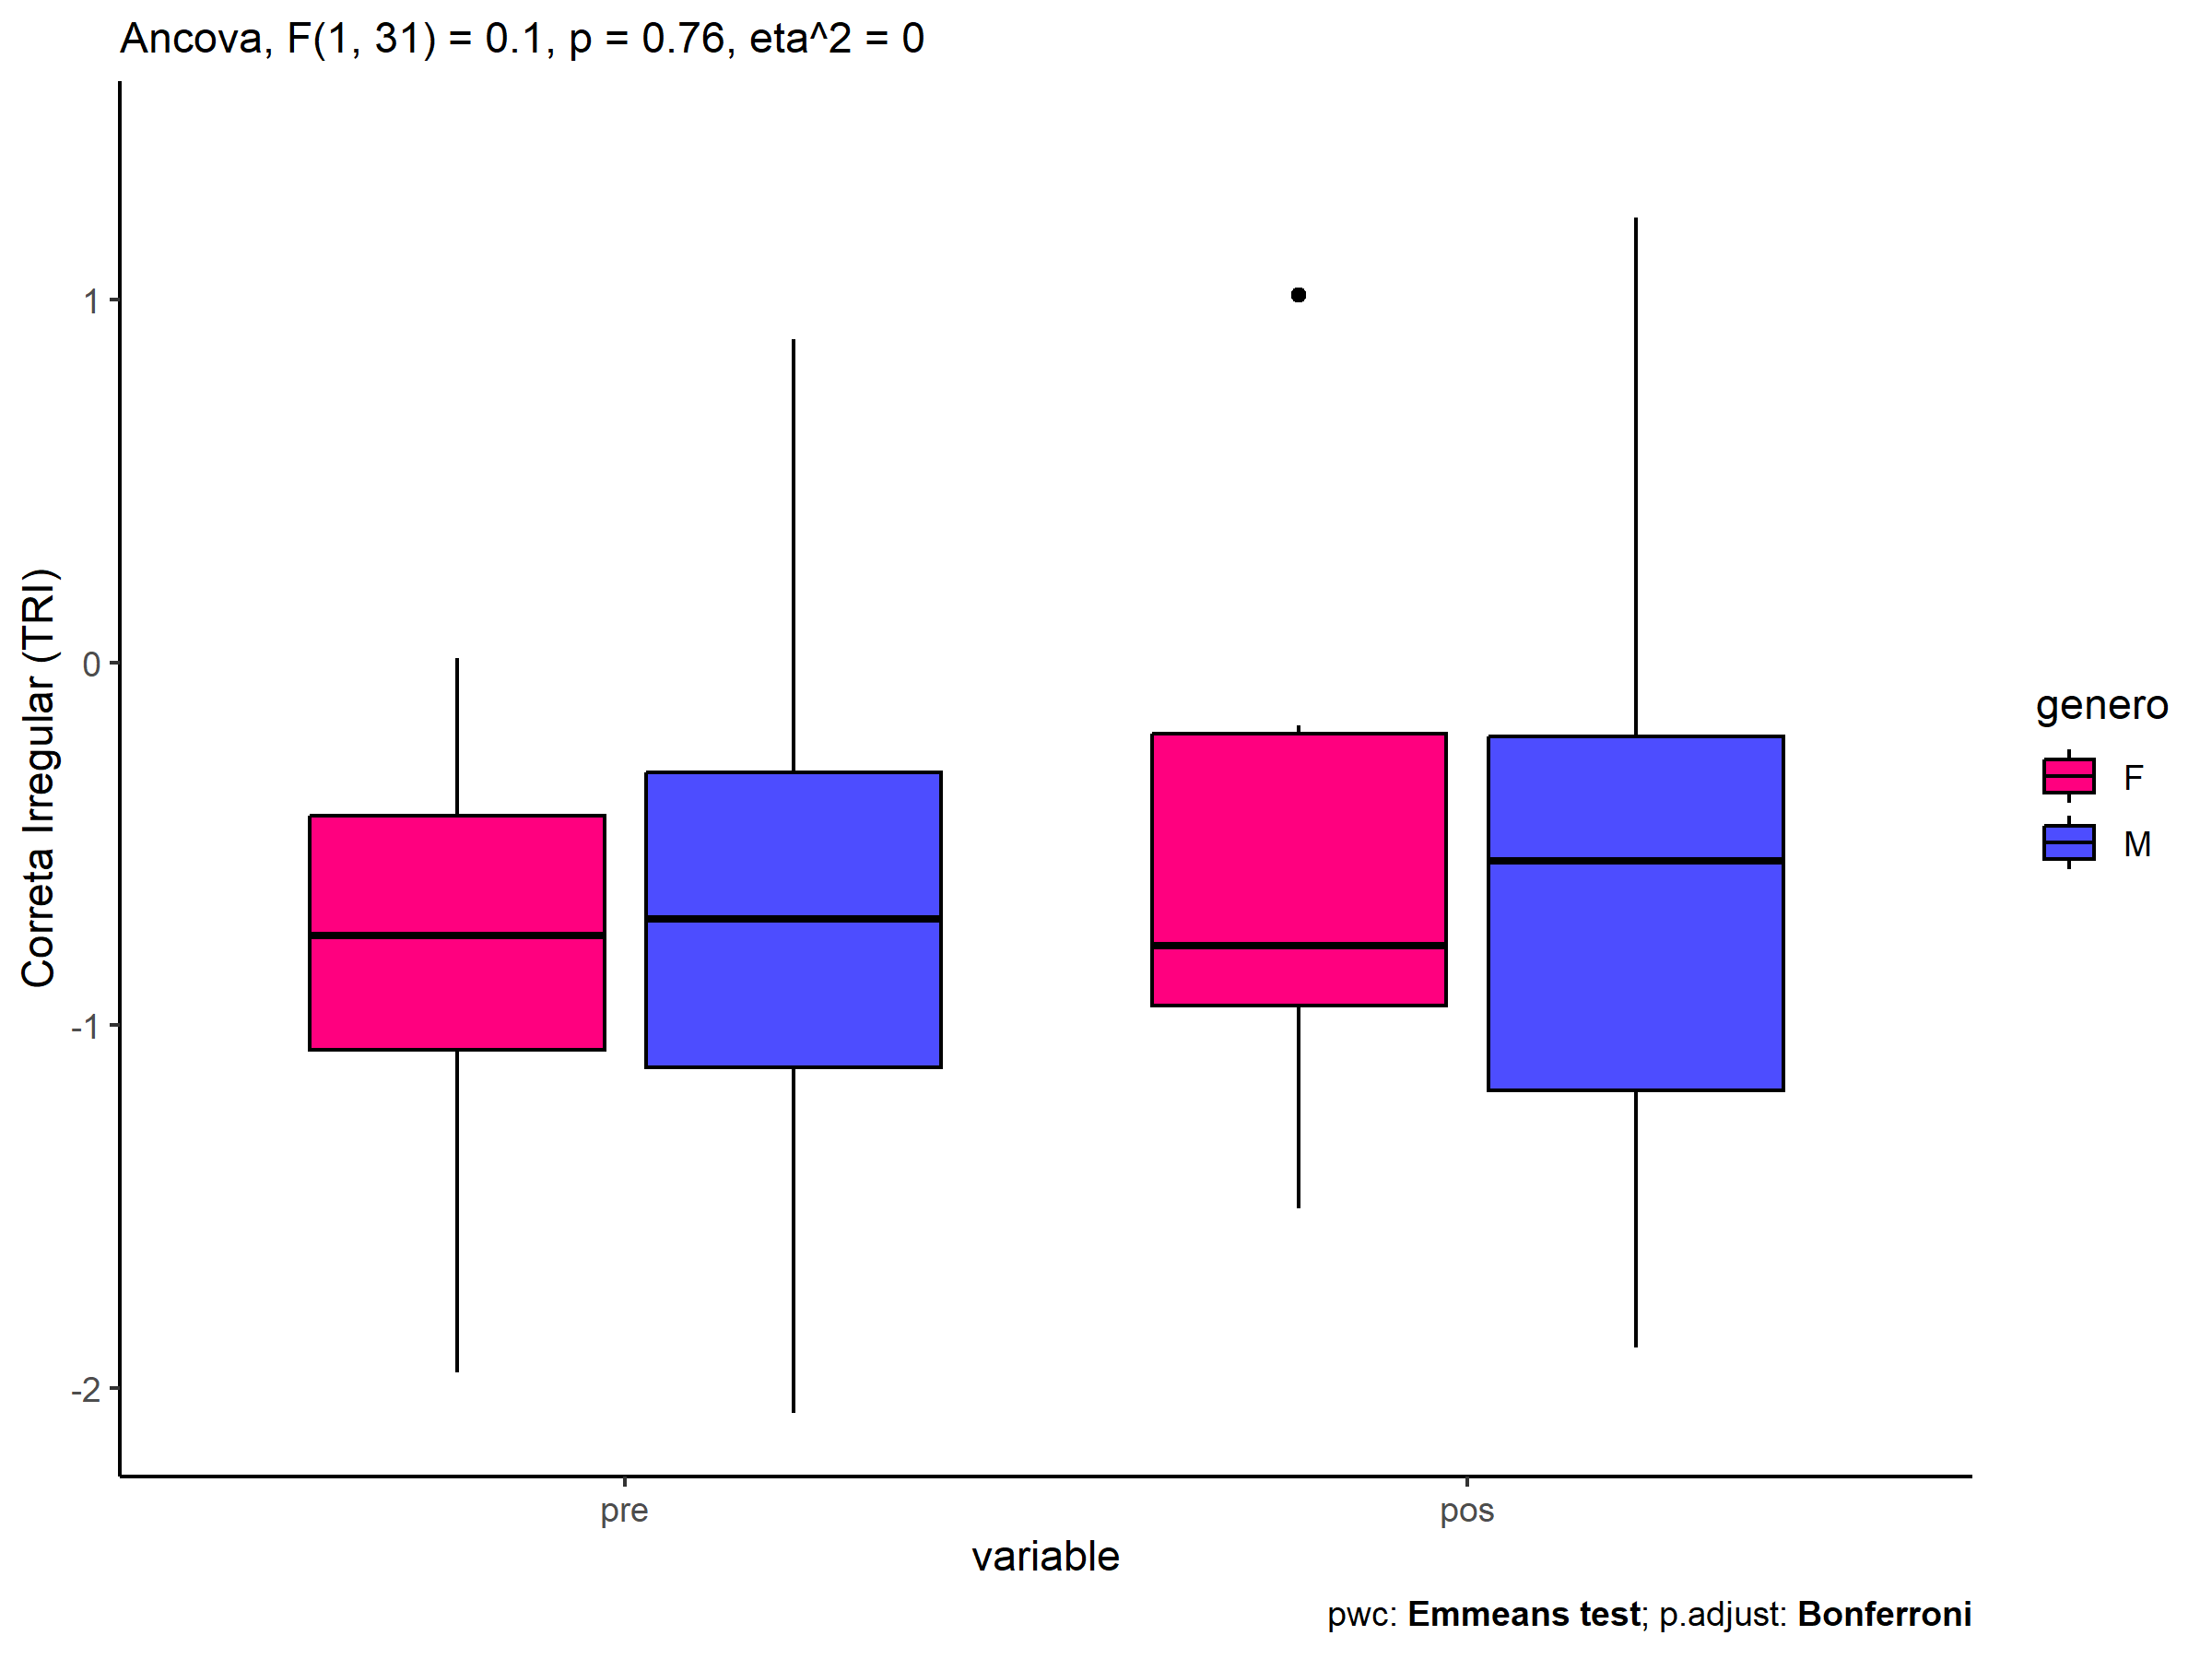 Ancova, F(1, 31) = 0.1, p = 0.76, eta^2 = 0
Correta Irregular (TRI)
1
0
-1
-2
pre
pos
variable
genero
F
M
pwc: Emmeans test; p.adjust: Bonferroni